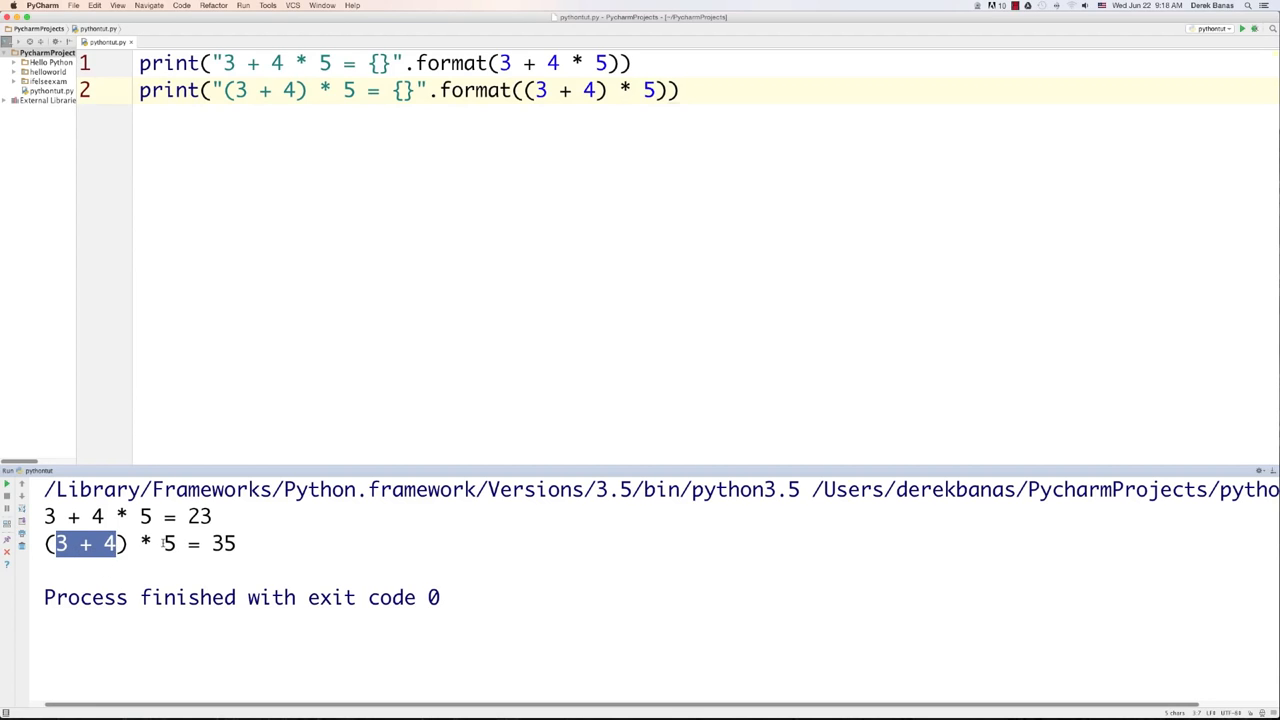 PyCharm File Edit View Navigate Code Refactor Run Tools VCS Window Help 10 Wed Jun 22 9:18 AM Derek Banas
pythontut.py - PycharmProjects - [~/PycharmProjects]
PycharmProjects pythontut.py pythontut
pythontut.py ×
PycharmProject
Hello Python
helloworld
ifelseexam
pythontut.py
External Librarie
1 print("3 + 4 * 5 = {}".format(3 + 4 * 5))
2 print("(3 + 4) * 5 = {}".format((3 + 4) * 5))
Run pythontut
/Library/Frameworks/Python.framework/Versions/3.5/bin/python3.5 /Users/derekbanas/PycharmProjects/pytho
3 + 4 * 5 = 23
(3 + 4) * 5 = 35
Process finished with exit code 0
5 chars 3:7 LF÷ UTF-8÷